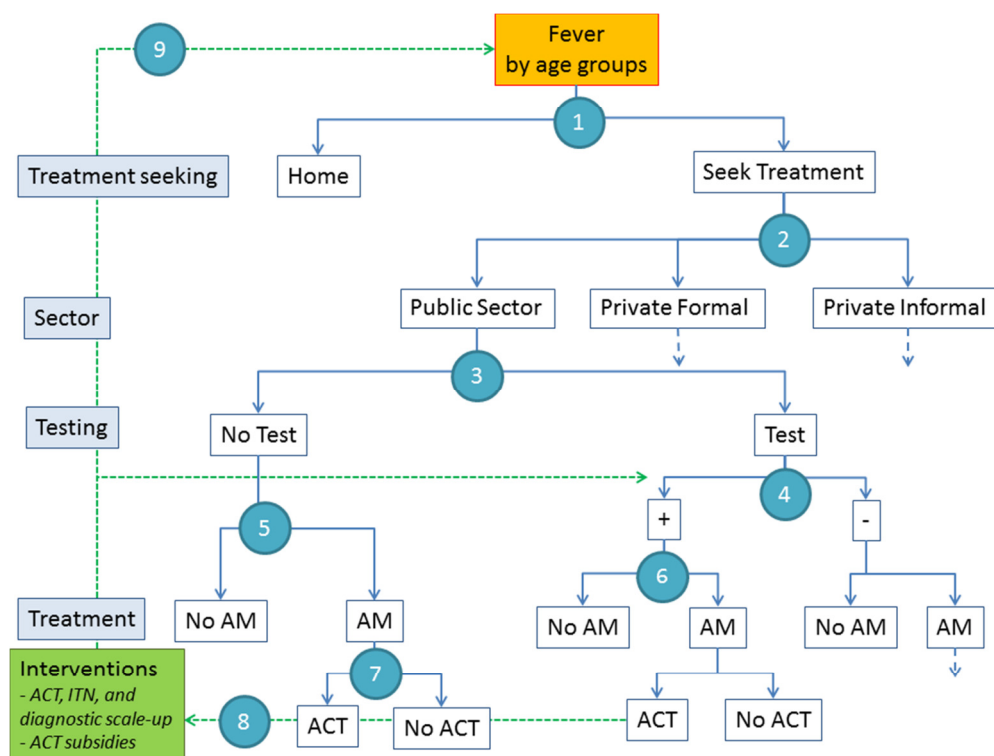 9
Fever
by age groups
1
Treatment seeking
Home
Seek Treatment
2
Sector
Public Sector
Private Formal
Private Informal
3
Testing
No Test
Test
4
+
-
5
6
Treatment
No AM
AM
No AM
AM
No AM
AM
7
Interventions
- ACT, ITN, and
diagnostic scale-up
- ACT subsidies
8
ACT
No ACT
ACT
No ACT